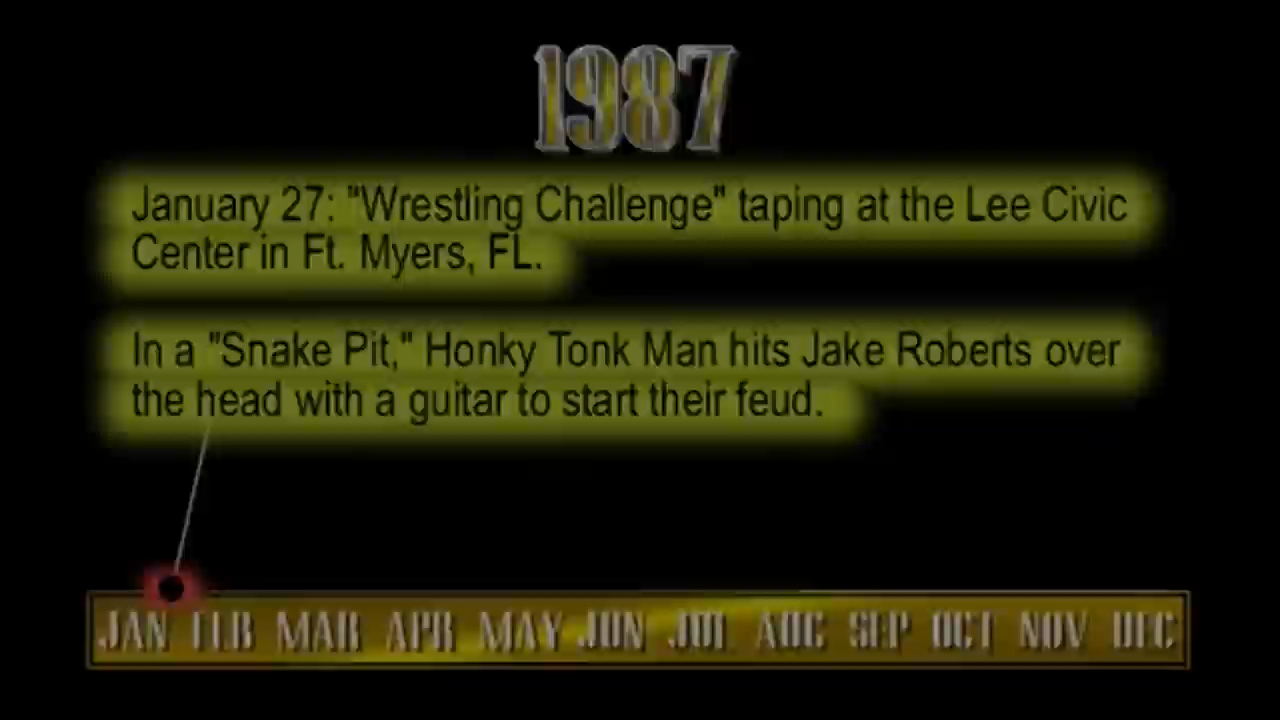 1987
January 27: "Wrestling Challenge" taping at the Lee Civic
Center in Ft. Myers, FL.
In a "Snake Pit," Honky Tonk Man hits Jake Roberts over
the head with a guitar to start their feud.
JAN FEB MAR APR MAY JUN JUL AUG SEP OCT NOV DEC